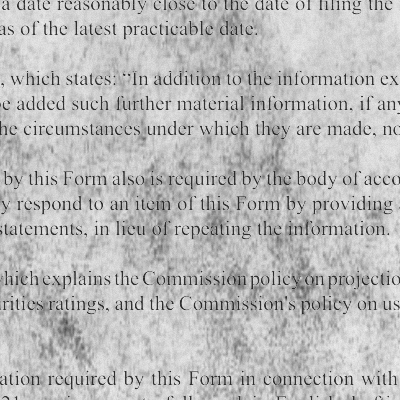 a date reasonably close to the date of filing the
as of the latest practicable date.
, which states: “In addition to the information ex
be added such further material information, if any
the circumstances under which they are made, no
by this Form also is required by the body of acco
y respond to an item of this Form by providing
statements, in lieu of repeating the information.
which explains the Commission policy on projectio
rities ratings, and the Commission's policy on us
ation required by this Form in connection with